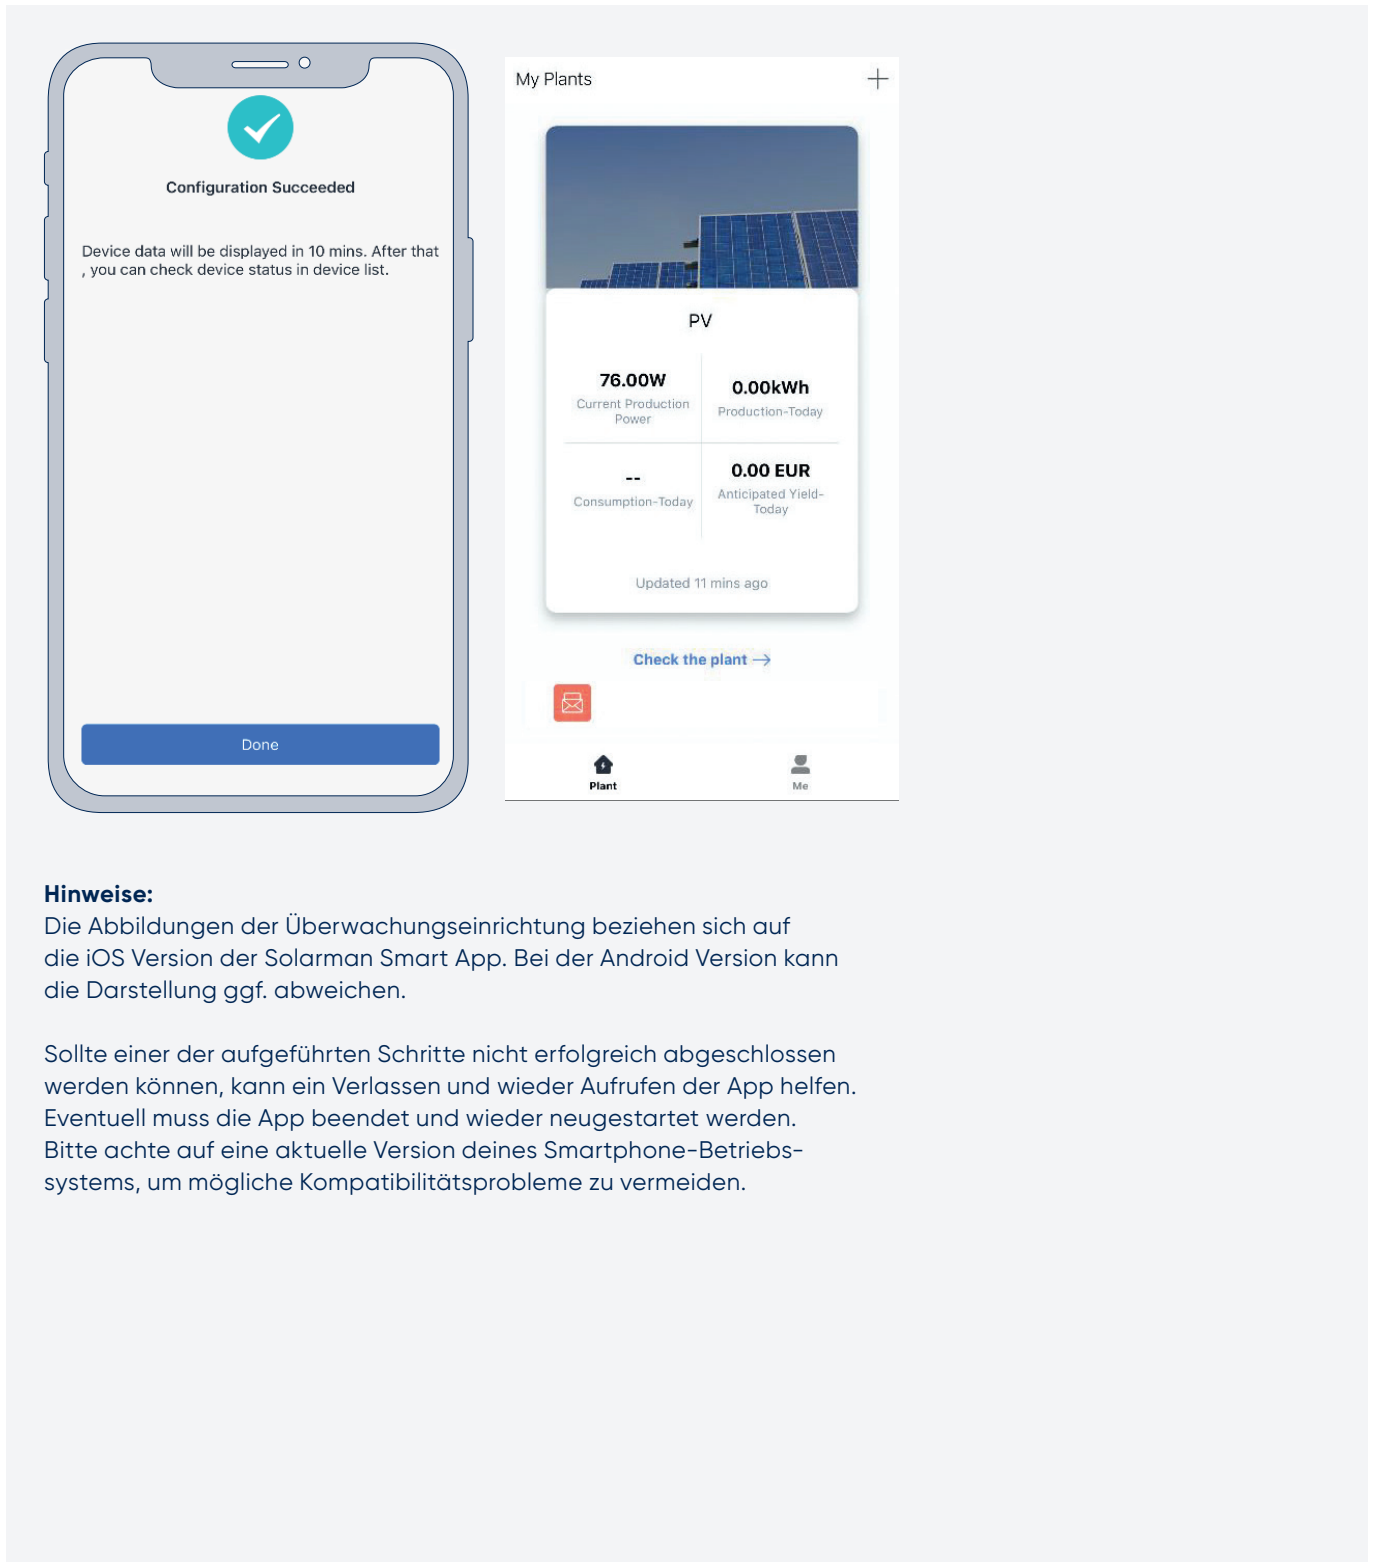 Configuration Succeeded
Device data will be displayed in 10 mins. After that
, you can check device status in device list.
Done
My Plants
PV
76.00W
Current Production
Power
0.00kWh
Production-Today
--
Consumption-Today
0.00 EUR
Anticipated Yield-
Today
Updated 11 mins ago
Check the plant →
Plant
Me
Hinweise:
Die Abbildungen der Überwachungseinrichtung beziehen sich auf
die iOS Version der Solarman Smart App. Bei der Android Version kann
die Darstellung ggf. abweichen.
Sollte einer der aufgeführten Schritte nicht erfolgreich abgeschlossen
werden können, kann ein Verlassen und wieder Aufrufen der App helfen.
Eventuell muss die App beendet und wieder neugestartet werden.
Bitte achte auf eine aktuelle Version deines Smartphone-Betriebs-
systems, um mögliche Kompatibilitätsprobleme zu vermeiden.